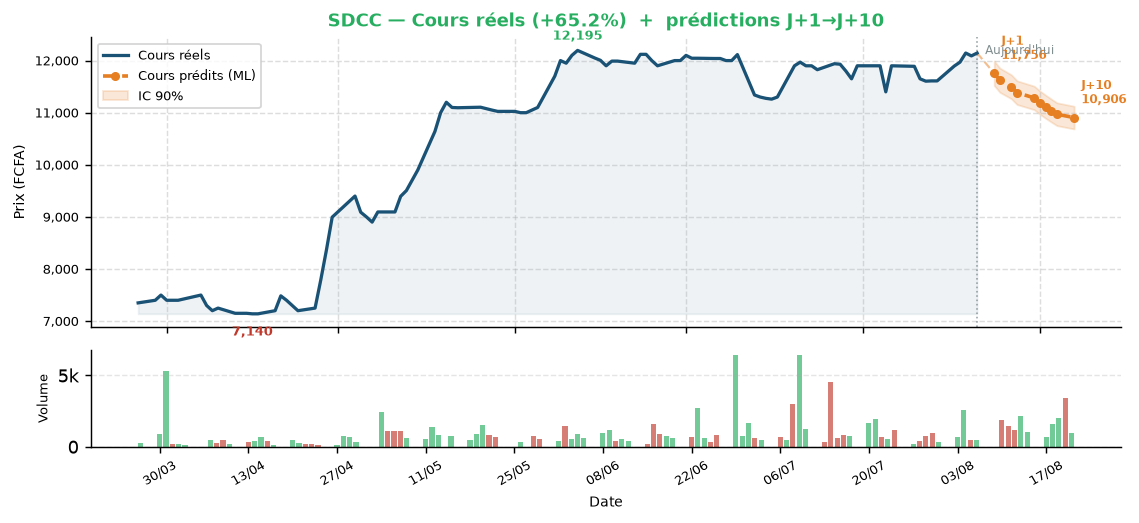 SDCC — Cours réels (+65.2%) + prédictions J+1→J+10
12,195
Cours réels
Cours prédits (ML)
IC 90%
Aujourd'hui
J+1
11,756
J+10
10,906
12,000
11,000
10,000
9,000
8,000
7,000
Prix (FCFA)
7,140
5k
0
Volume
30/03
13/04
27/04
11/05
25/05
08/06
22/06
06/07
20/07
03/08
17/08
Date